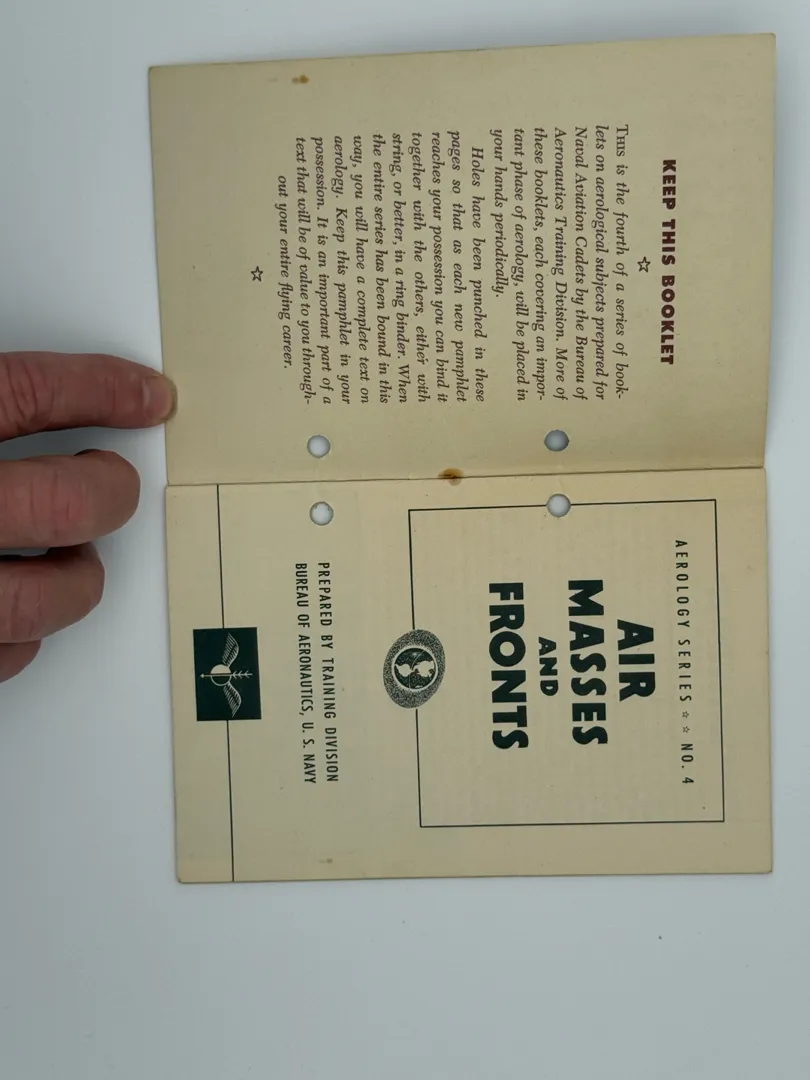 KEEP THIS BOOKLET
☆
THIS is the fourth of a series of book-
lets on aerological subjects prepared for
Naval Aviation Cadets by the Bureau of
Aeronautics Training Division. More of
these booklets, each covering an impor-
tant phase of aerology, will be placed in
your hands periodically.
Holes have been punched in these
pages so that as each new pamphlet
reaches your possession you can bind it
together with the others, either with
string, or better, in a ring binder. When
the entire series has been bound in this
way, you will have a complete text on
aerology. Keep this pamphlet in your
possession. It is an important part of a
text that will be of value to you through-
out your entire flying career.
☆
AEROLOGY SERIES ☆ ☆ NO. 4
AIR
MASSES
AND
FRONTS
PREPARED BY TRAINING DIVISION
BUREAU OF AERONAUTICS, U. S. NAVY